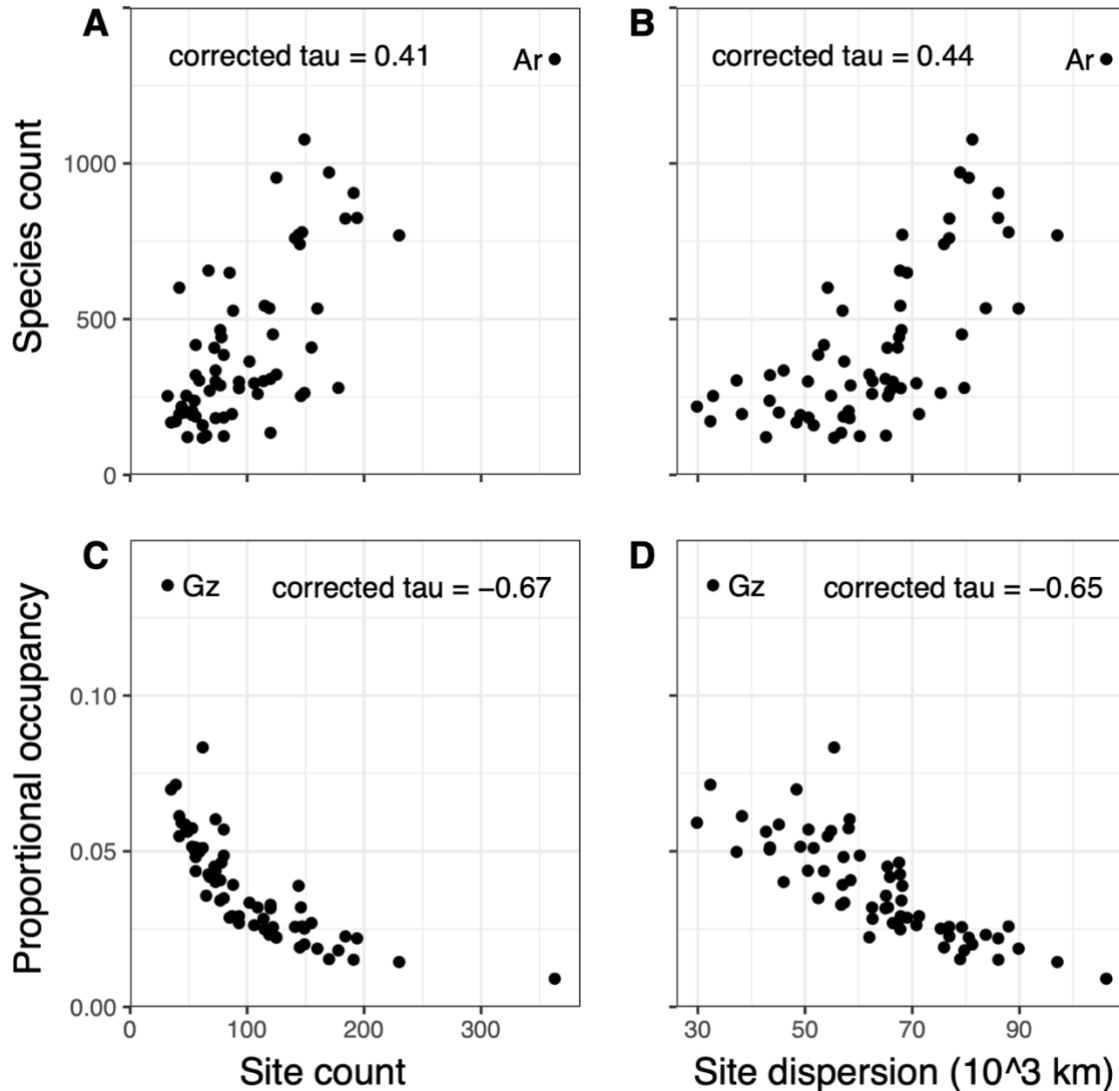 A
corrected tau = 0.41
Ar
B
corrected tau = 0.44
Ar
Species count
1000
500
0
C
Gz
corrected tau = −0.67
D
Gz
corrected tau = −0.65
Proportional occupancy
0.10
0.05
0.00
0
100
200
300
30
50
70
90
Site count
Site dispersion (10^3 km)